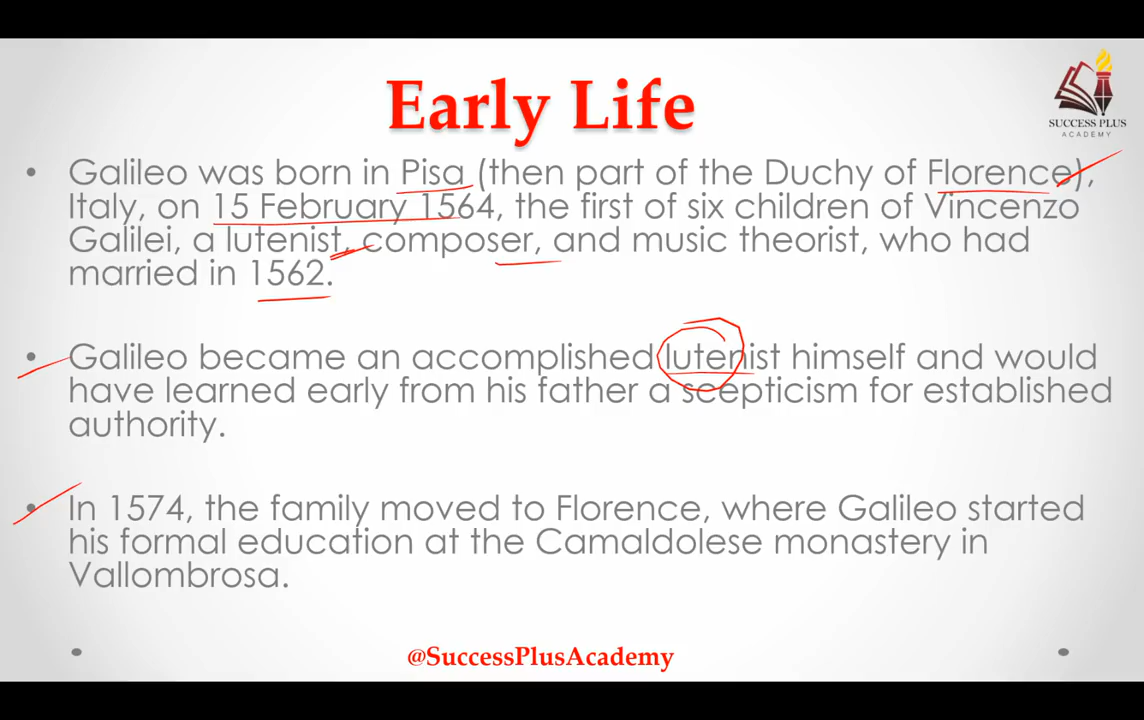 SUCCESS PLUS
ACADEMY
Early Life
• Galileo was born in Pisa (then part of the Duchy of Florence),
Italy, on 15 February 1564, the first of six children of Vincenzo
Galilei, a lutenist, composer, and music theorist, who had
married in 1562.
• Galileo became an accomplished lutenist himself and would
have learned early from his father a scepticism for established
authority.
• In 1574, the family moved to Florence, where Galileo started
his formal education at the Camaldolese monastery in
Vallombrosa.
@SuccessPlusAcademy